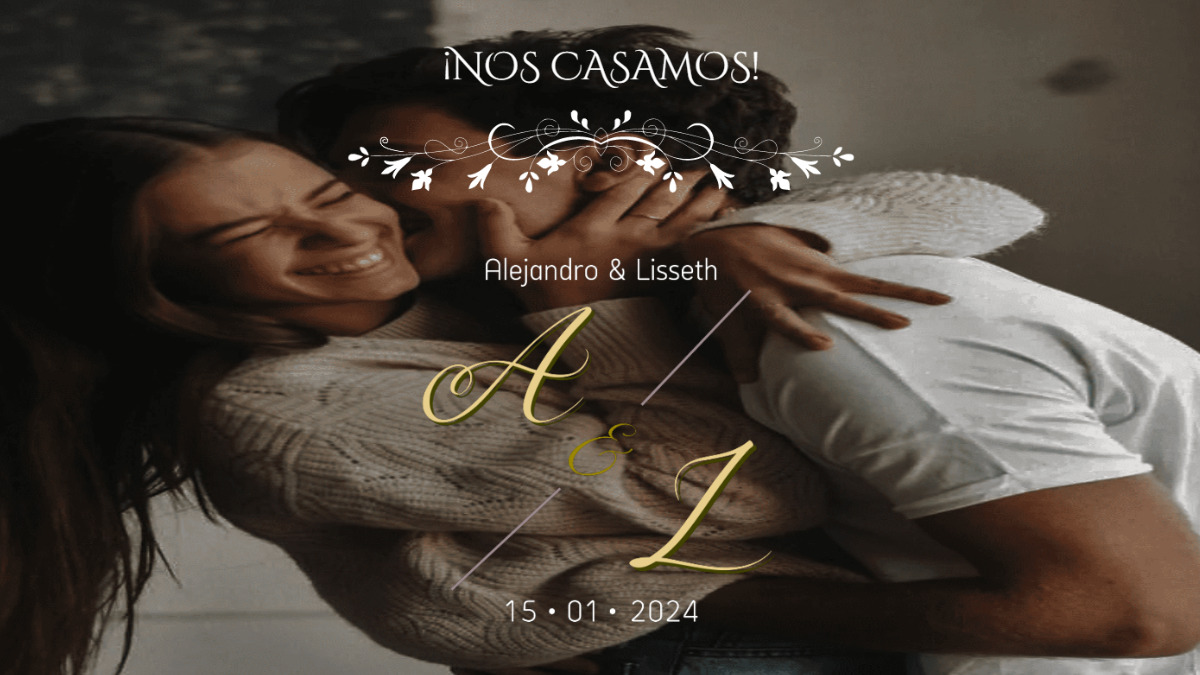 ¡NOS CASAMOS!
Alejandro & Lisseth
A
&
L
15 • 01 • 2024